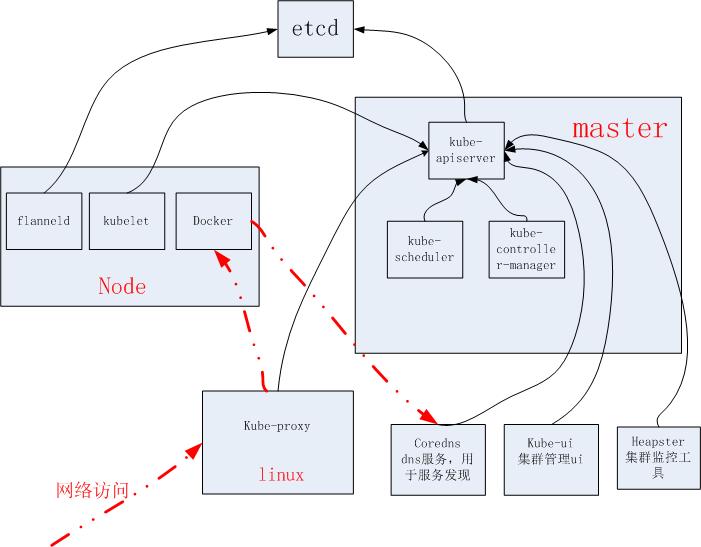 etcd
master
kube-
apiserver
flanneld
kubelet
Docker
kube-
scheduler
kube-
controlle
r-manager
Node
Kube-proxy
linux
Coredns
dns服务，用
于服务发现
Kube-ui
集群管理ui
Heapster
集群监控工
具
网络访问